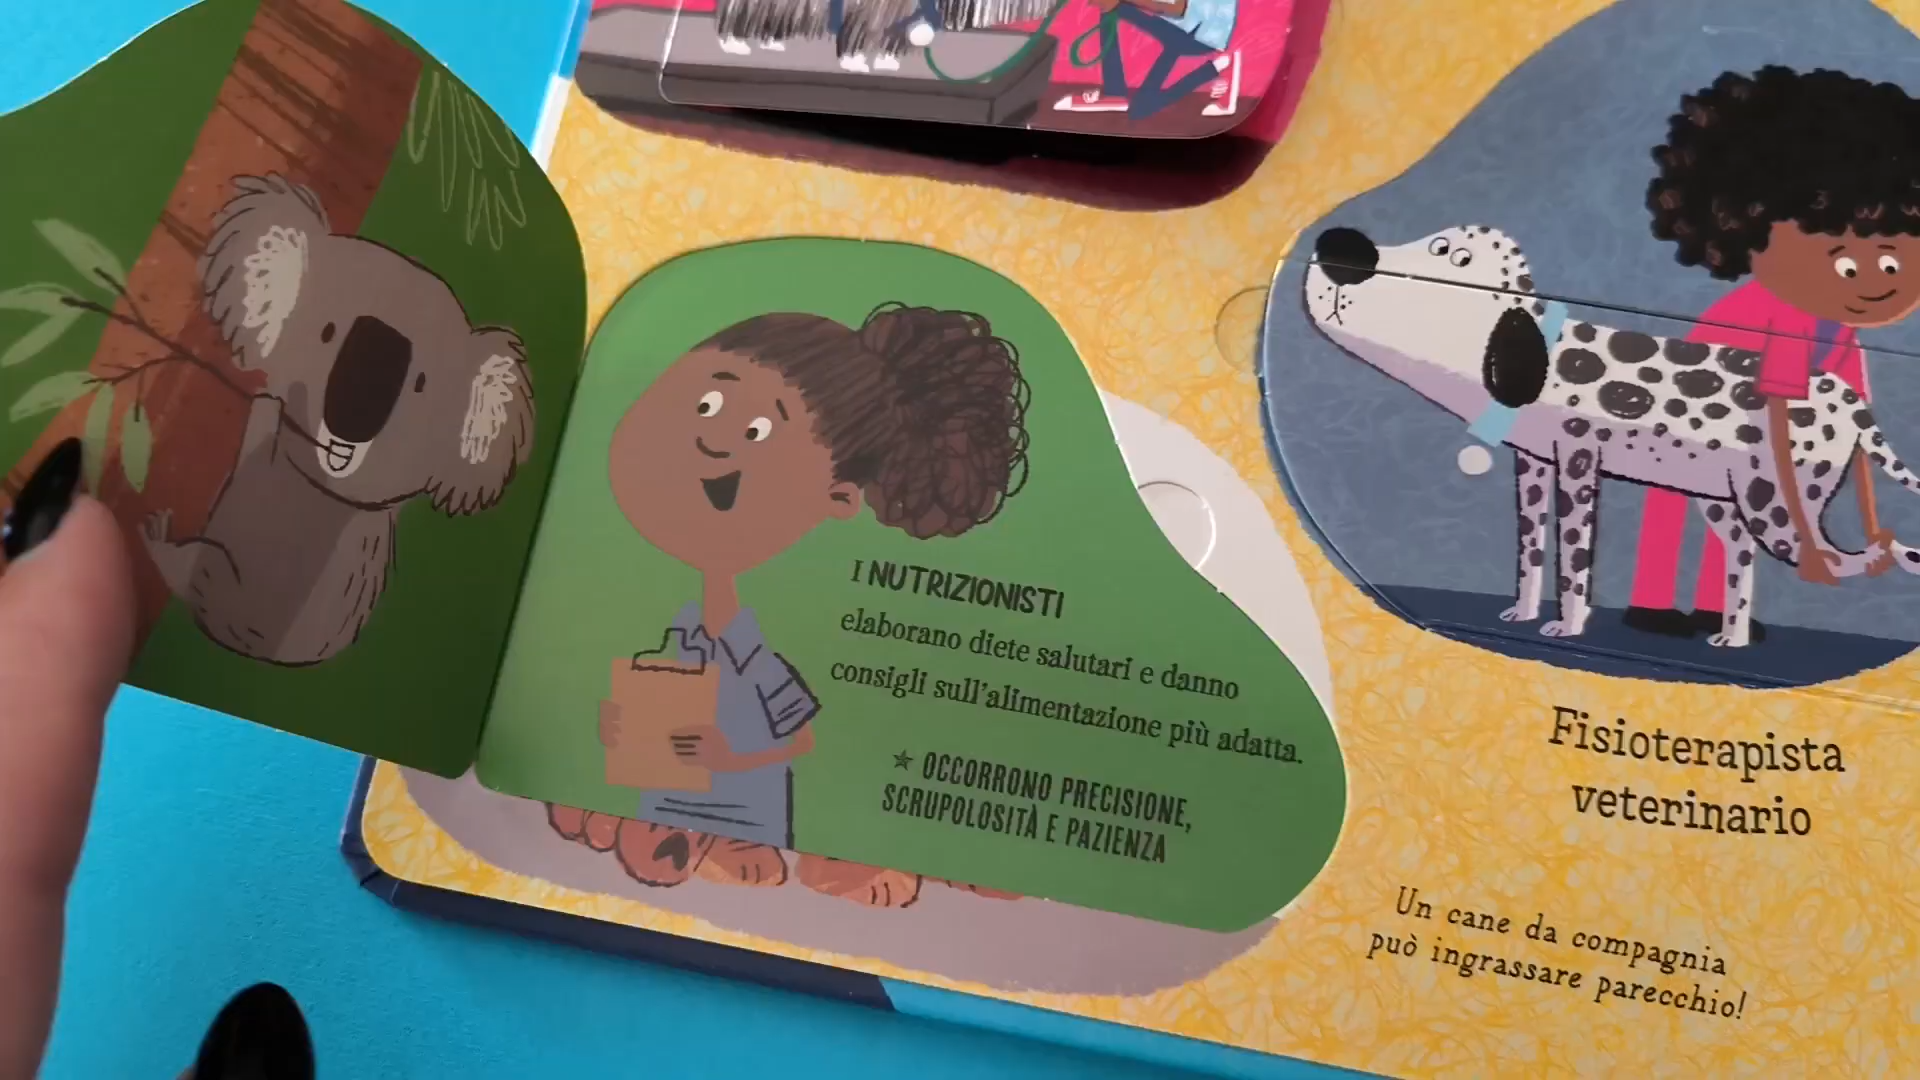 I NUTRIZIONISTI
elaborano diete salutari e danno
consigli sull'alimentazione più adatta.
☆ OCCORRONO PRECISIONE,
SCRUPOLOSITÀ E PAZIENZA
Fisioterapista
veterinario
Un cane da compagnia
può ingrassare parecchio!